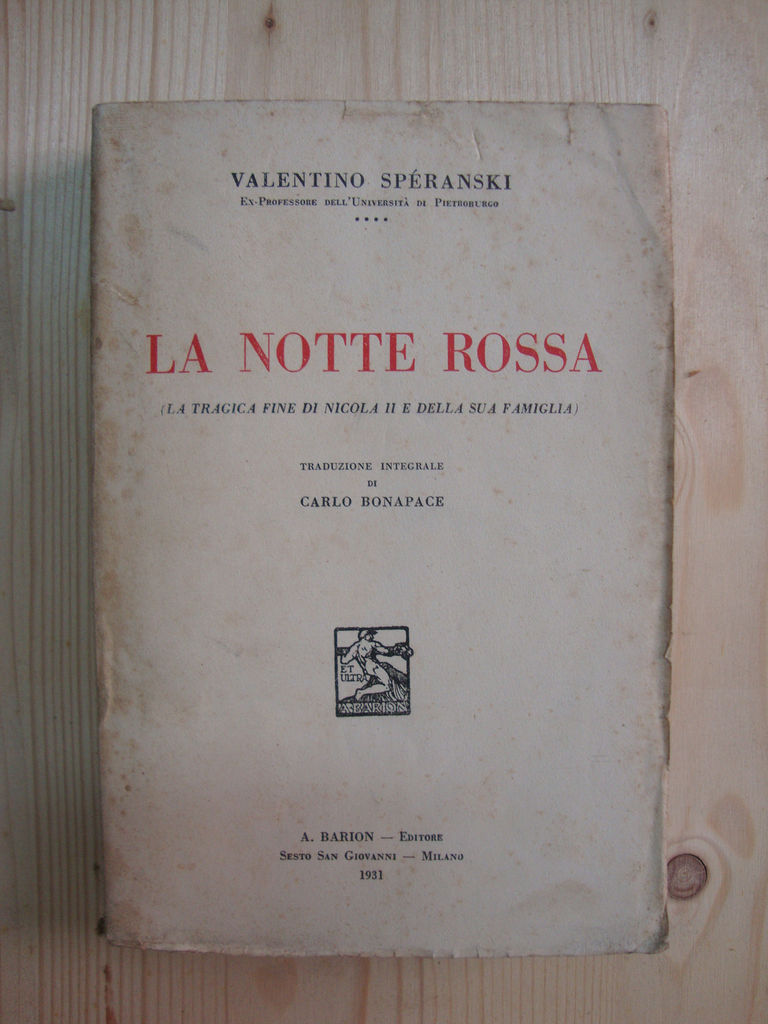 VALENTINO SPÉRANSKI
EX-PROFESSORE DELL'UNIVERSITÀ DI PIETROBURGO
LA NOTTE ROSSA
(LA TRAGICA FINE DI NICOLA II E DELLA SUA FAMIGLIA)
TRADUZIONE INTEGRALE
DI
CARLO BONAPACE
ET
ULTRA
A·BARION
A. BARION — EDITORE
SESTO SAN GIOVANNI — MILANO
1931